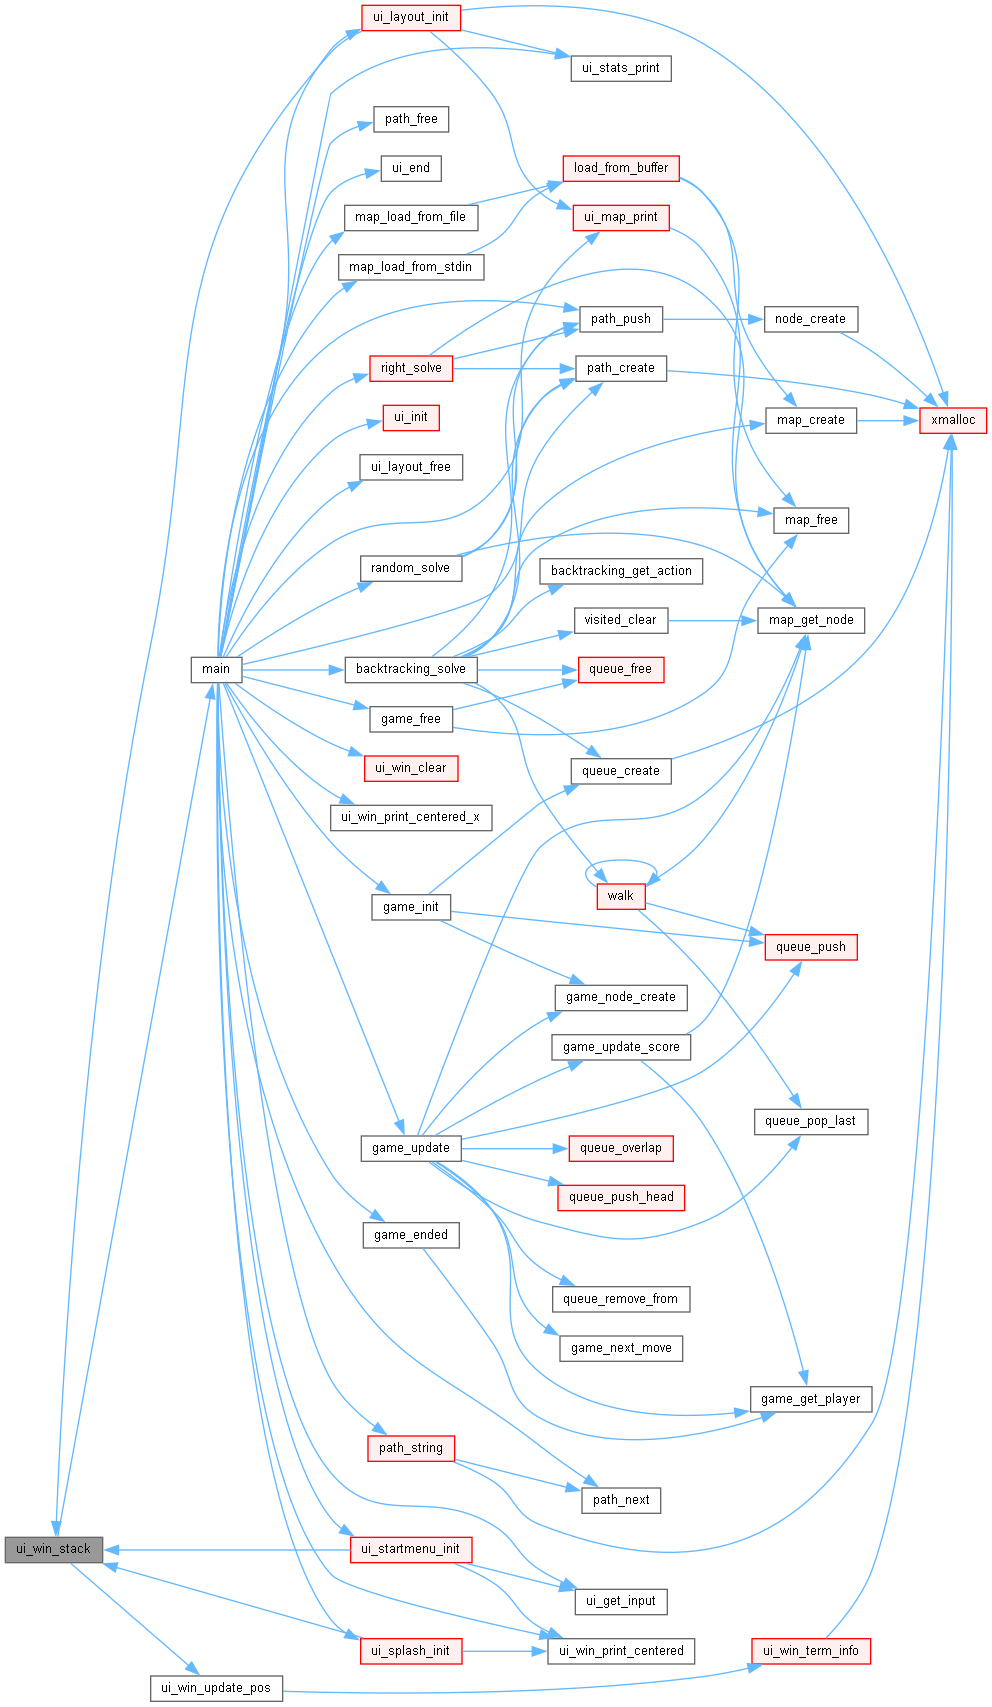 ui_layout_init
ui_stats_print
path_free
ui_end
load_from_buffer
map_load_from_file
ui_map_print
map_load_from_stdin
path_push
node_create
right_solve
path_create
ui_init
map_create
xmalloc
ui_layout_free
map_free
random_solve
backtracking_get_action
visited_clear
map_get_node
main
backtracking_solve
queue_free
game_free
ui_win_clear
queue_create
ui_win_print_centered_x
walk
game_init
queue_push
game_node_create
game_update_score
queue_pop_last
game_update
queue_overlap
queue_push_head
game_ended
queue_remove_from
game_next_move
game_get_player
path_string
path_next
ui_win_stack
ui_startmenu_init
ui_get_input
ui_splash_init
ui_win_print_centered
ui_win_term_info
ui_win_update_pos